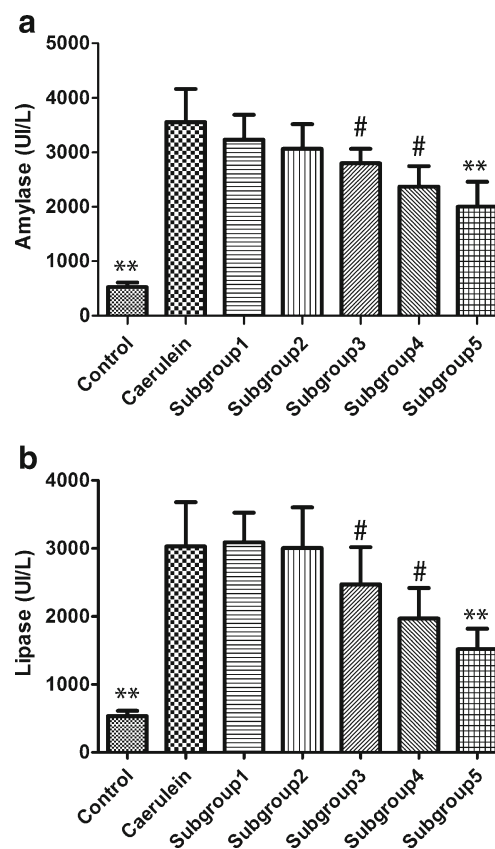 a
5000
4000
3000
2000
1000
0
Amylase (UI/L)
**
#
#
**
Control
Caerulein
Subgroup1
Subgroup2
Subgroup3
Subgroup4
Subgroup5
b
4000
3000
2000
1000
0
Lipase (UI/L)
**
#
#
**
Control
Caerulein
Subgroup1
Subgroup2
Subgroup3
Subgroup4
Subgroup5